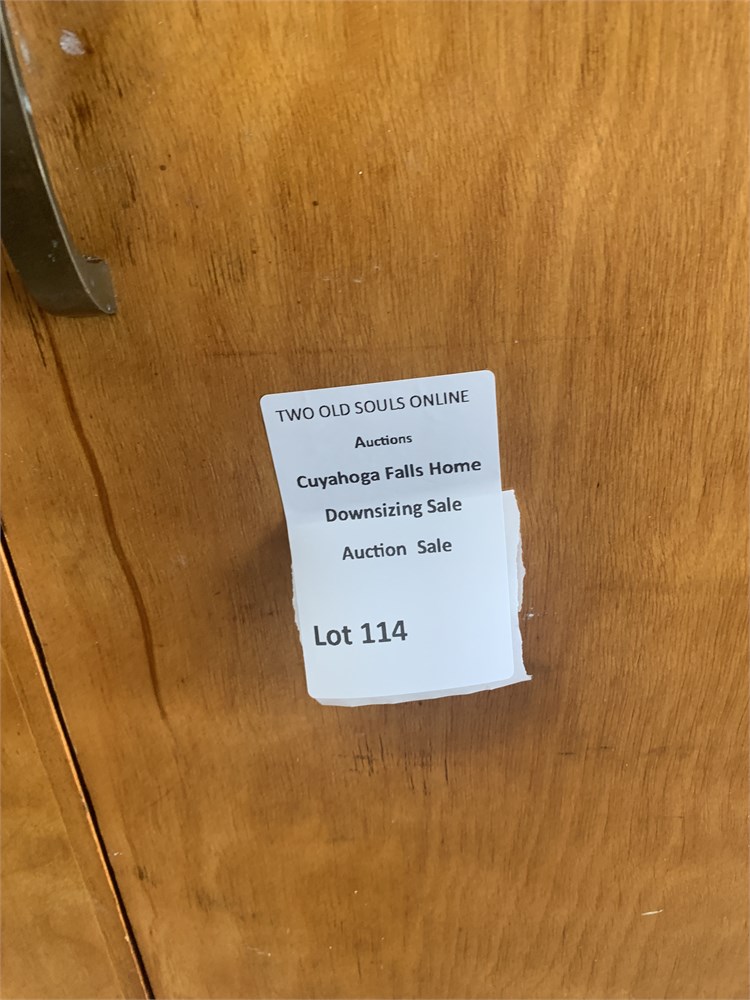 TWO OLD SOULS ONLINE
Auctions
Cuyahoga Falls Home
Downsizing Sale
Auction Sale
Lot 114